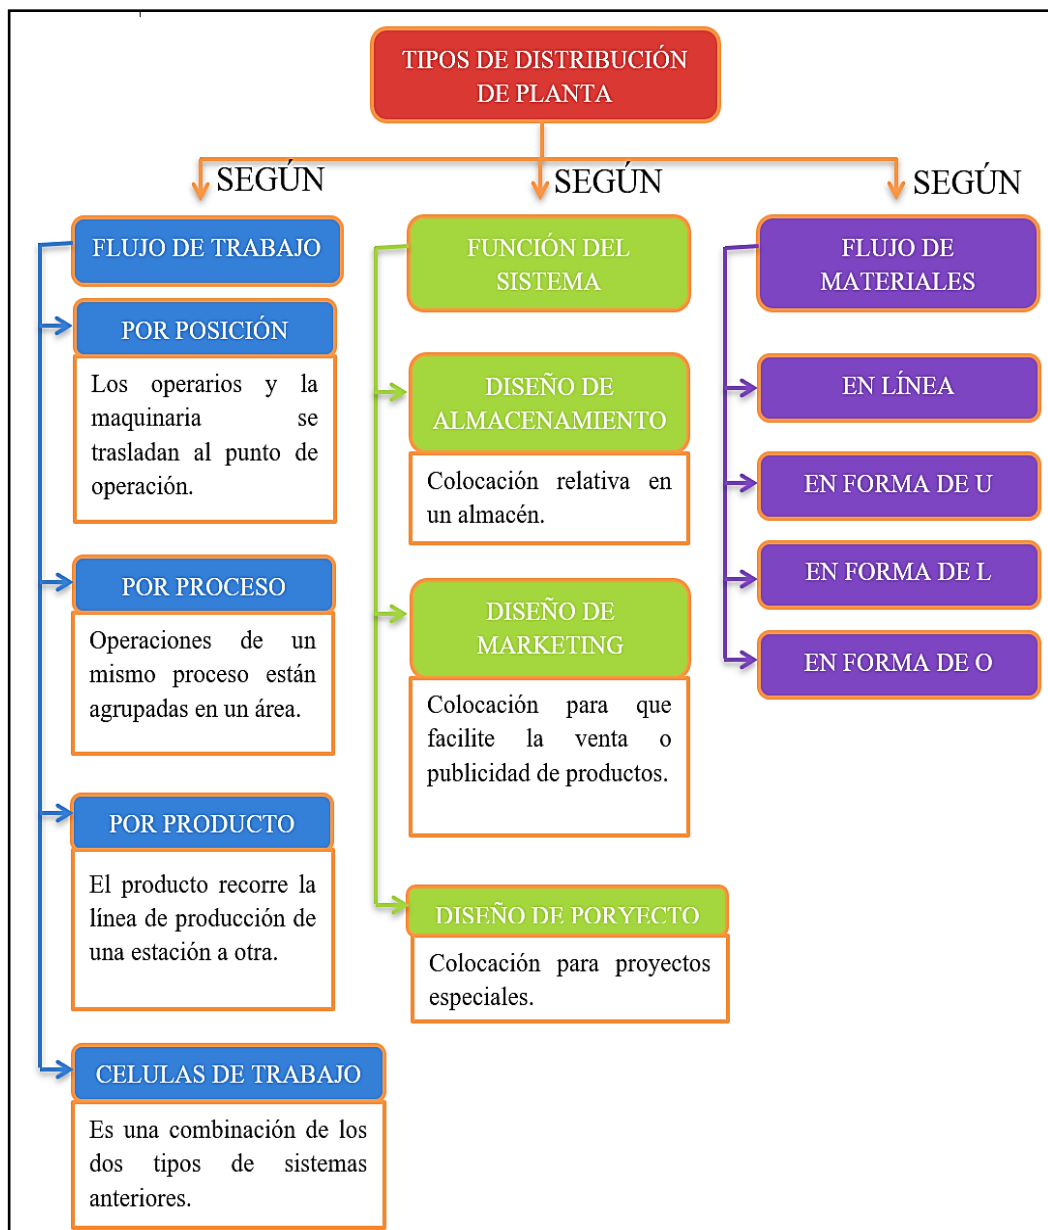 TIPOS DE DISTRIBUCIÓN
DE PLANTA
SEGÚN
SEGÚN
SEGÚN
FLUJO DE TRABAJO
POR POSICIÓN
Los operarios y la
maquinaria se
trasladan al punto de
operación.
POR PROCESO
Operaciones de un
mismo proceso están
agrupadas en un área.
POR PRODUCTO
El producto recorre la
línea de producción de
una estación a otra.
CELULAS DE TRABAJO
Es una combinación de los
dos tipos de sistemas
anteriores.
FUNCIÓN DEL
SISTEMA
DISEÑO DE
ALMACENAMIENTO
Colocación relativa en
un almacén.
DISEÑO DE
MARKETING
Colocación para que
facilite la venta o
publicidad de productos.
DISEÑO DE PORYECTO
Colocación para proyectos
especiales.
FLUJO DE
MATERIALES
EN LÍNEA
EN FORMA DE U
EN FORMA DE L
EN FORMA DE O